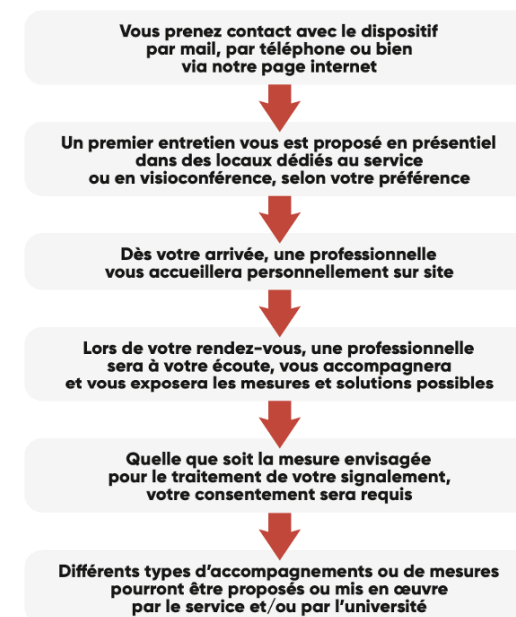 Vous prenez contact avec le dispositif
par mail, par téléphone ou bien
via notre page internet
Un premier entretien vous est proposé en présentiel
dans des locaux dédiés au service
ou en visioconférence, selon votre préférence
Dès votre arrivée, une professionnelle
vous accueillera personnellement sur site
Lors de votre rendez-vous, une professionnelle
sera à votre écoute, vous accompagnera
et vous exposera les mesures et solutions possibles
Quelle que soit la mesure envisagée
pour le traitement de votre signalement,
votre consentement sera requis
Différents types d’accompagnements ou de mesures
pourront être proposés ou mis en œuvre
par le service et/ou par l’université